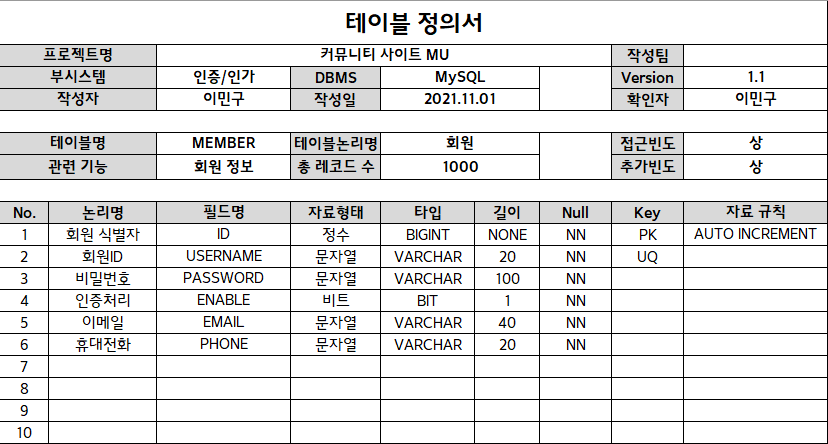 테이블 정의서
프로젝트명 커뮤니티 사이트 MU 작성팀
부시스템 인증/인가 DBMS MySQL Version 1.1
작성자 이민구 작성일 2021.11.01 확인자 이민구
테이블명 MEMBER 테이블논리명 회원 접근빈도 상
관련 기능 회원 정보 총 레코드 수 1000 추가빈도 상
No. 논리명 필드명 자료형태 타입 길이 Null Key 자료 규칙
1 회원 식별자 ID 정수 BIGINT NONE NN PK AUTO INCREMENT
2 회원ID USERNAME 문자열 VARCHAR 20 NN UQ
3 비밀번호 PASSWORD 문자열 VARCHAR 100 NN
4 인증처리 ENABLE 비트 BIT 1 NN
5 이메일 EMAIL 문자열 VARCHAR 40 NN
6 휴대전화 PHONE 문자열 VARCHAR 20 NN
7
8
9
10